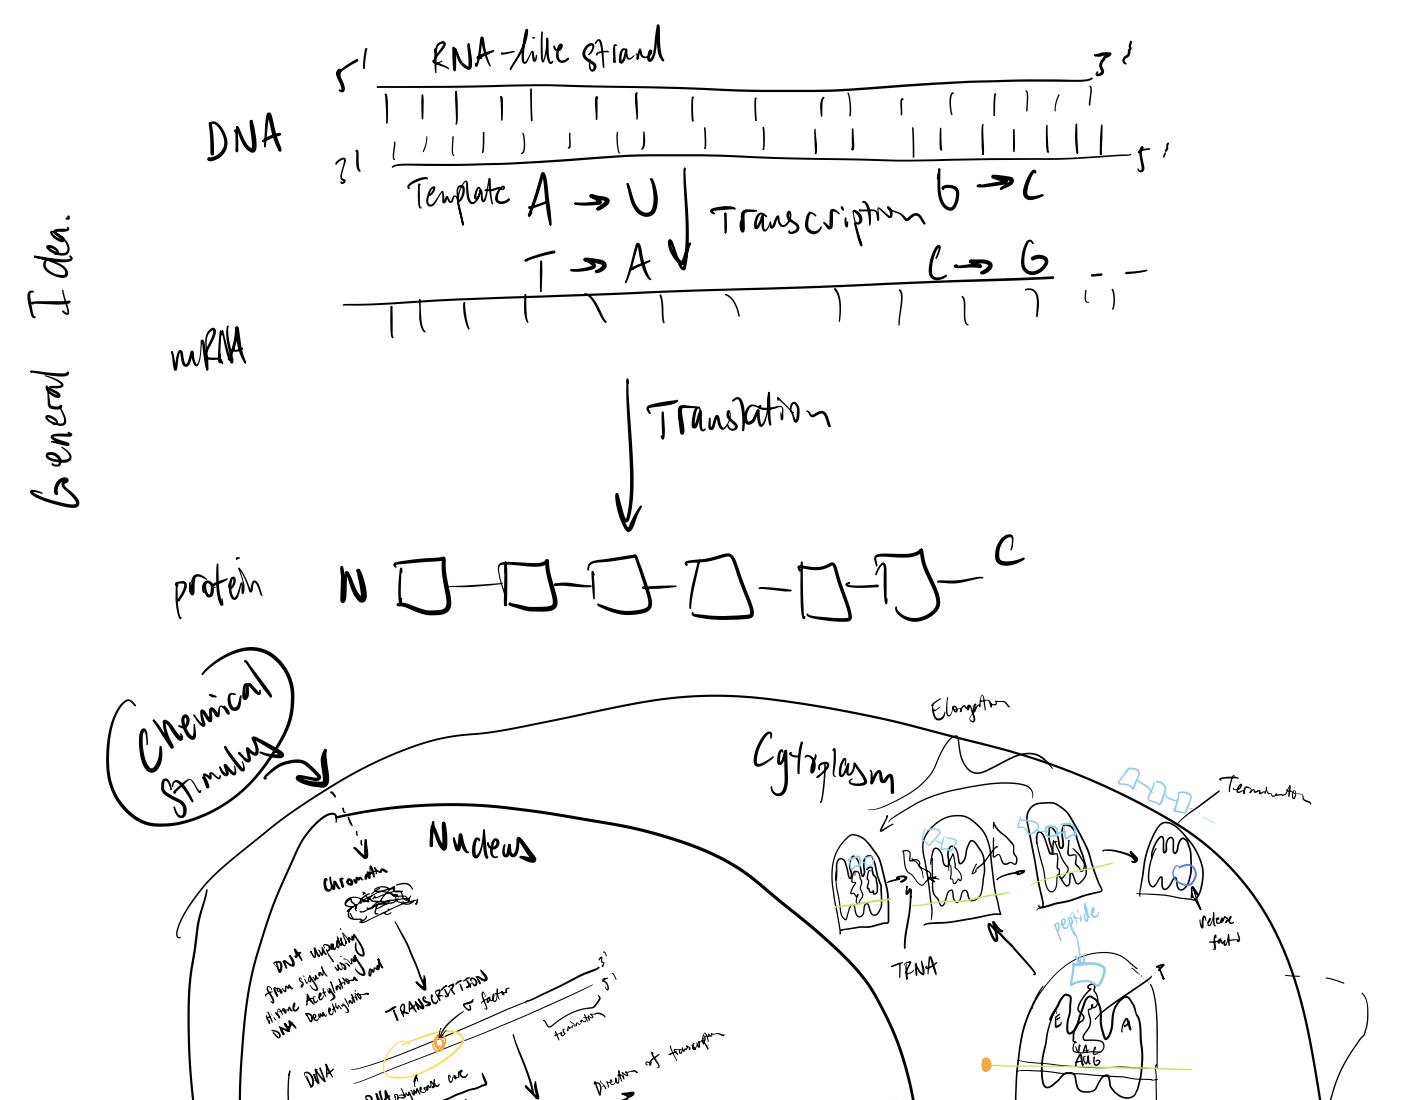 General Idea.
5' RNA-like strand 3'
DNA
3' 5'
Template A → U G → C
Transcription
T → A C → G
mRNA
Translation
protein N C
Chemical
stimulus
Elongation
Cytoplasm
Termination
Nucleus
Chromatin
release
factor
peptide
TRNA
DNA unpacking
from signal using
Histone Acetylation and
DNA Demethylation
TRANSCRIPTION
σ factor
3'
5'
termination
P
E A
UAC
AUG
DNA
RNA polymerase core
Direction of transcription